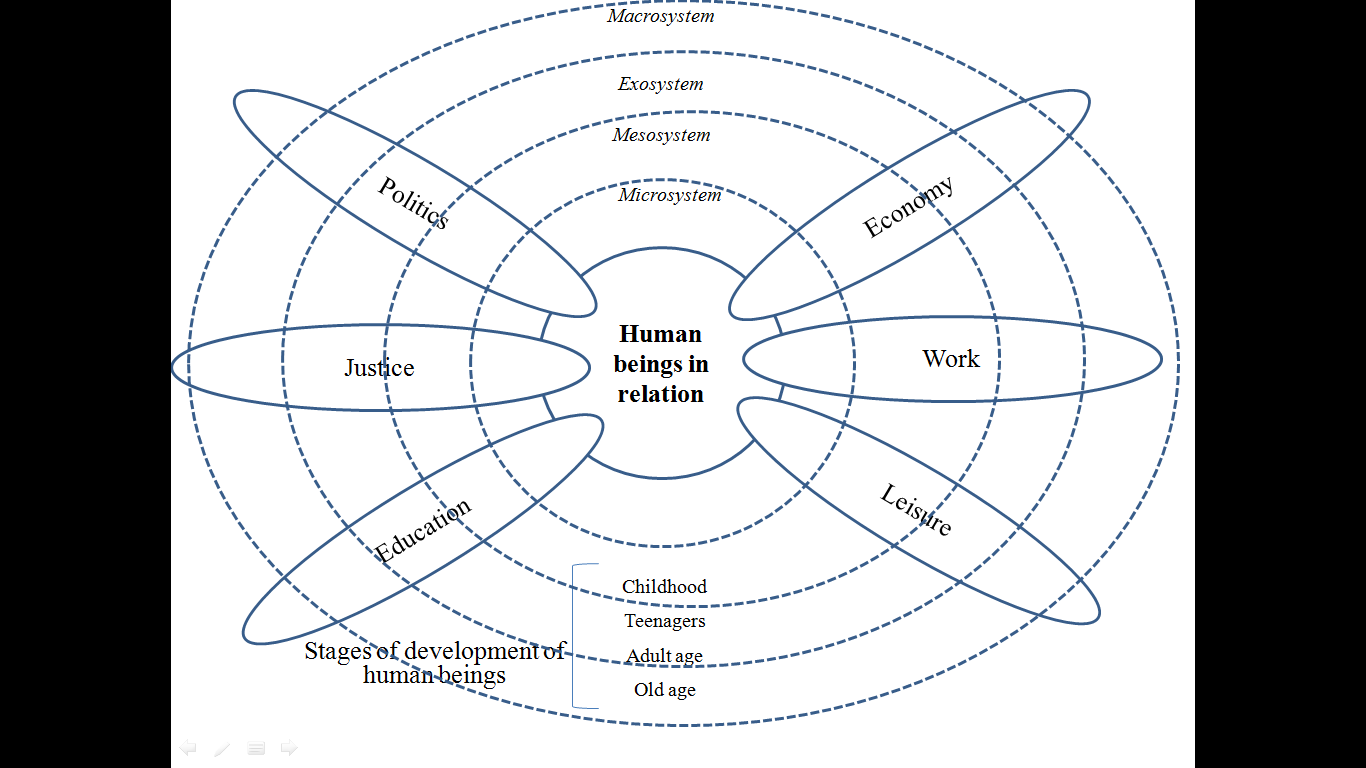 Macrosystem
Exosystem
Mesosystem
Microsystem
Politics
Economy
Human
beings in
relation
Justice
Work
Education
Leisure
Stages of development of
human beings
Childhood
Teenagers
Adult age
Old age